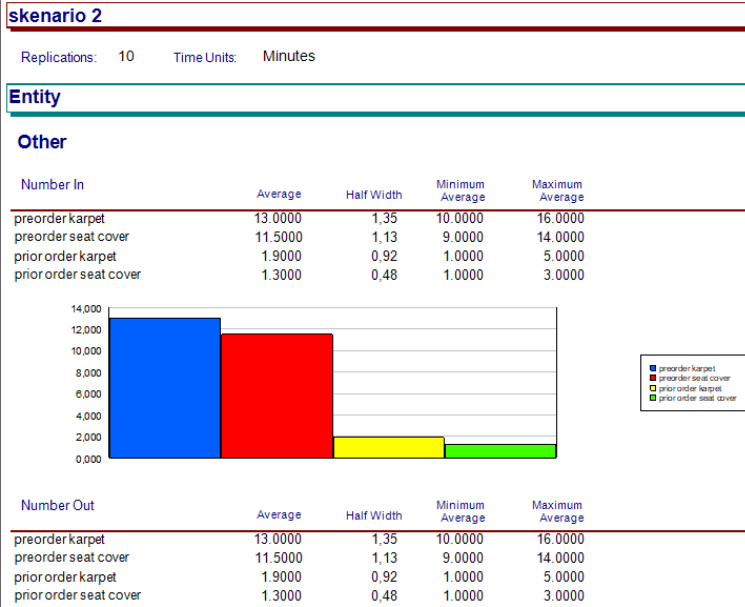 skenario 2
Replications: 10 Time Units: Minutes
Entity
Other
Number In Average Half Width Minimum Average Maximum Average
preorder karpet 13.0000 1,35 10.0000 16.0000
preorder seat cover 11.5000 1,13 9.0000 14.0000
prior order karpet 1.9000 0,92 1.0000 5.0000
prior order seat cover 1.3000 0,48 1.0000 3.0000
14,000
12,000
10,000
8,000
6,000
4,000
2,000
0,000
preorder karpet
preorder seat cover
prior order karpet
prior order seat cover
Number Out Average Half Width Minimum Average Maximum Average
preorder karpet 13.0000 1,35 10.0000 16.0000
preorder seat cover 11.5000 1,13 9.0000 14.0000
prior order karpet 1.9000 0,92 1.0000 5.0000
prior order seat cover 1.3000 0,48 1.0000 3.0000